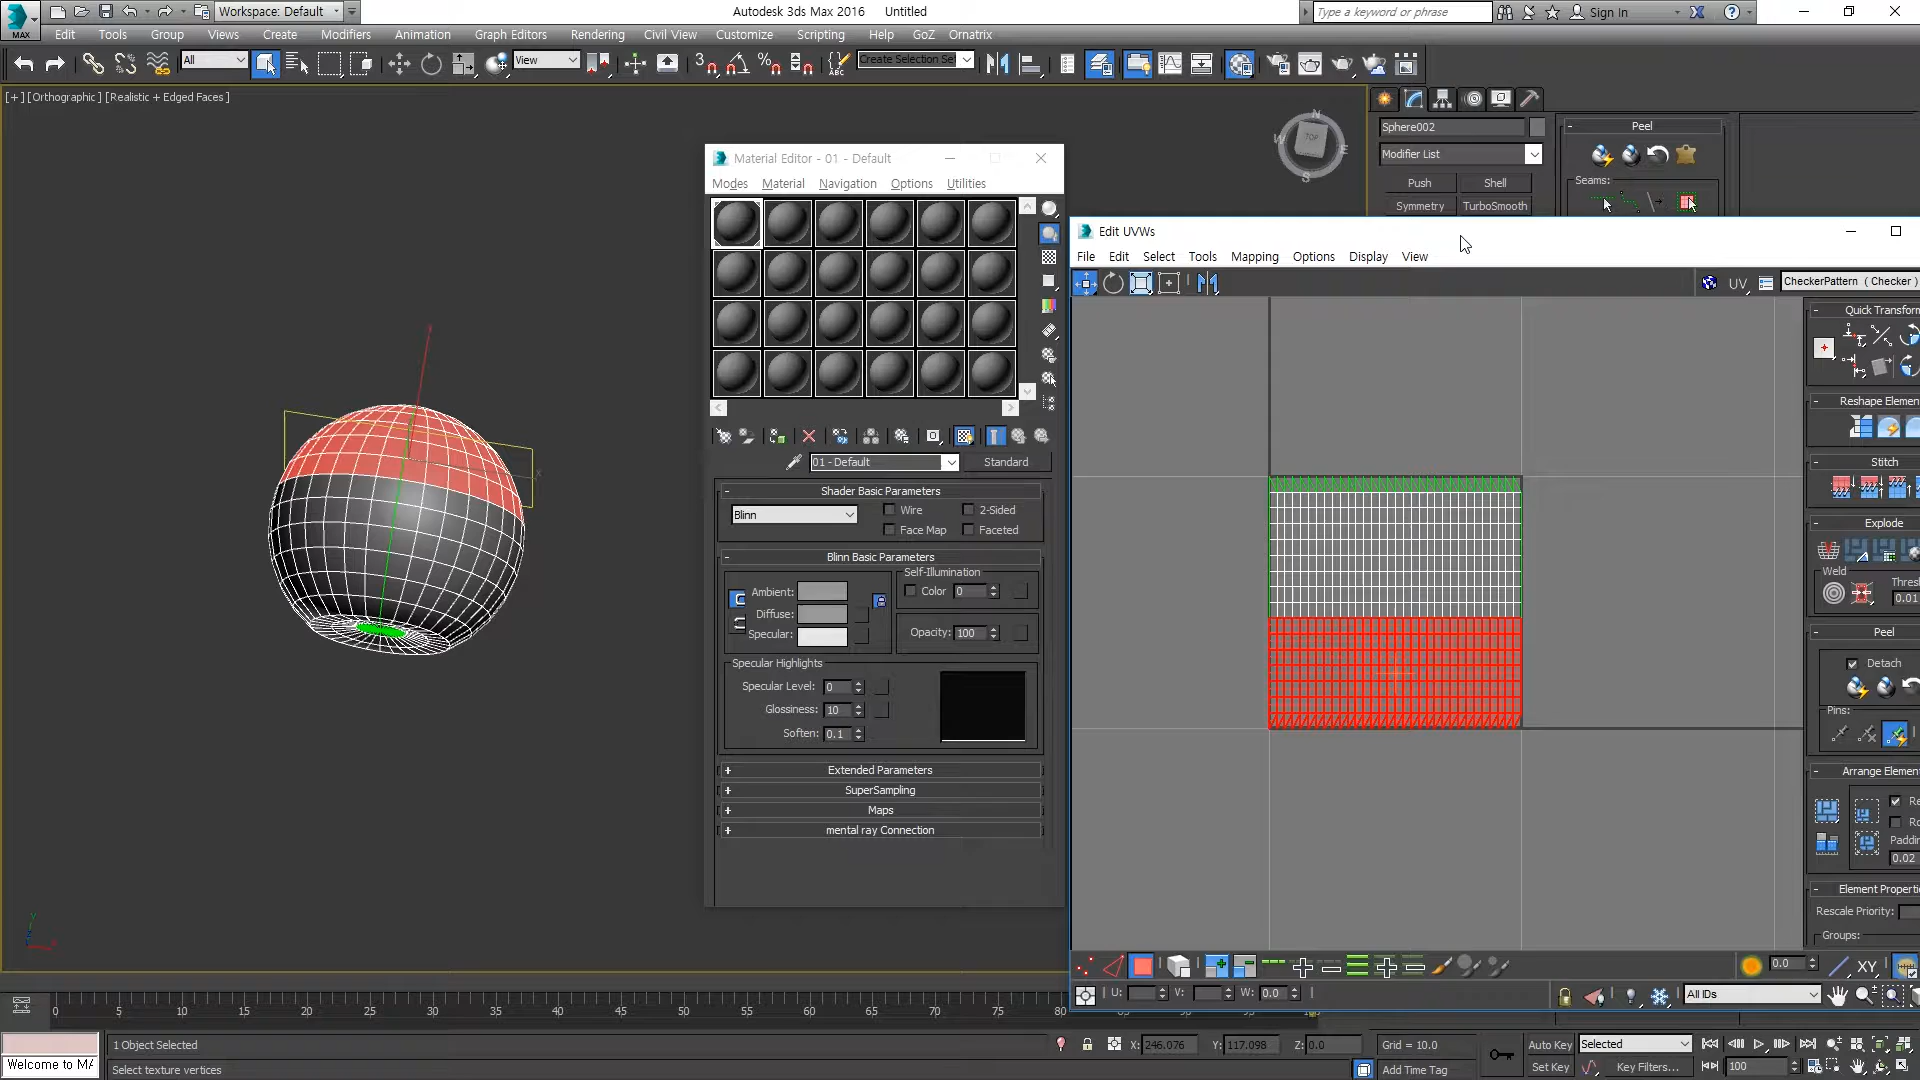 Workspace: Default
Autodesk 3ds Max 2016 Untitled
Type a keyword or phrase
Sign In
MAX
Edit Tools Group Views Create Modifiers Animation Graph Editors Rendering Civil View Customize Scripting Help GoZ Ornatrix
All
View
3
ABC
Create Selection Se
[+] [Orthographic] [Realistic + Edged Faces]
N
W
TOP
E
S
Sphere002
Modifier List
Push Shell
Symmetry TurboSmooth
Peel
Seams:
Material Editor - 01 - Default
Modes Material Navigation Options Utilities
01 - Default
Standard
Shader Basic Parameters
Blinn
Wire 2-Sided
Face Map Faceted
Blinn Basic Parameters
Self-Illumination
Ambient:
Color 0
Diffuse:
Specular:
Opacity: 100
Specular Highlights
Specular Level: 0
Glossiness: 10
Soften: 0.1
Extended Parameters
SuperSampling
Maps
mental ray Connection
Edit UVWs
File Edit Select Tools Mapping Options Display View
UV
CheckerPattern ( Checker )
Quick Transform
Reshape Elemen
Stitch
Explode
Weld
Thresh
0.01
Peel
Detach
Pins:
Arrange Element
Re
Ro
Paddin
0.02
Element Properti
Rescale Priority:
Groups:
0.0
XY
U: V: W: 0.0
All IDs
0 5 10 15 20 25 30 35 40 45 50 55 60 65 70 75 80
1 Object Selected
X: 246.076 Y: 117.098 Z: 0.0
Grid = 10.0
Auto Key Selected
Welcome to MA
Select texture vertices
Add Time Tag
Set Key Key Filters...
100